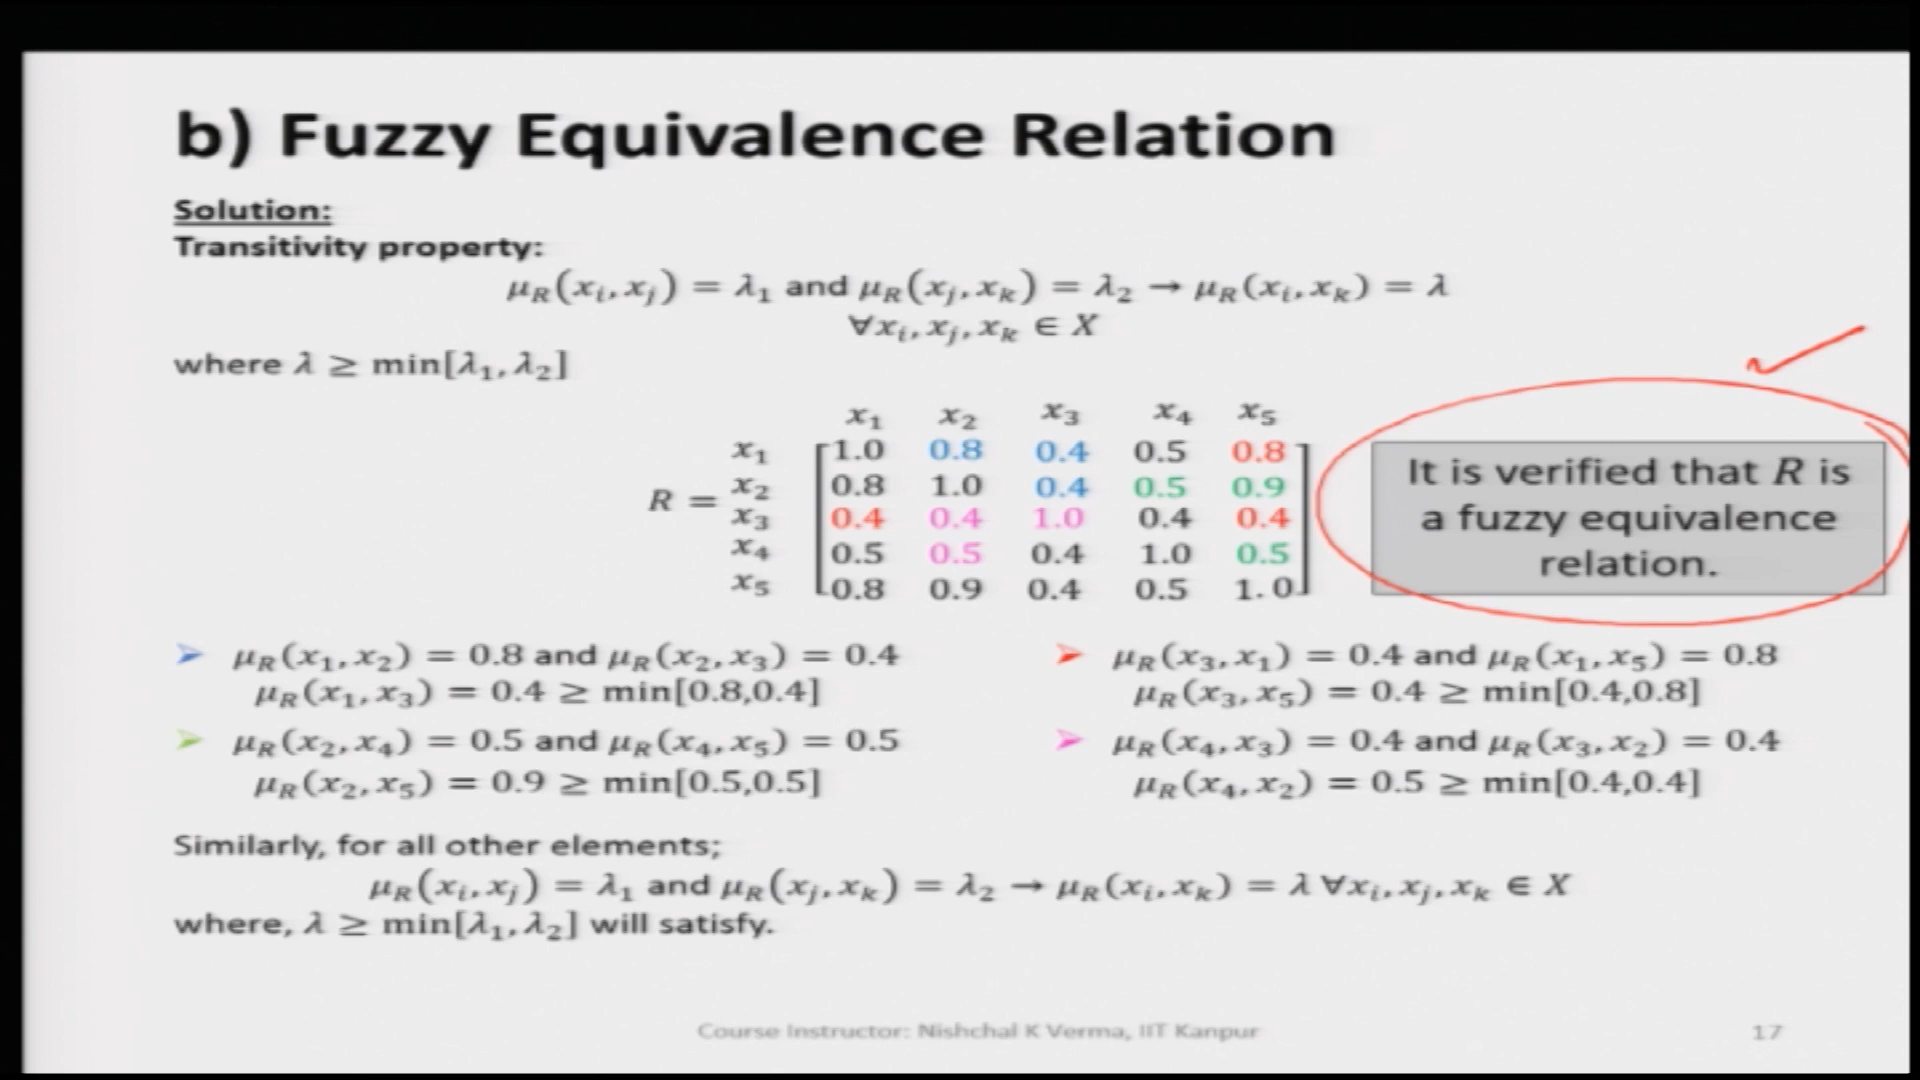 b) Fuzzy Equivalence Relation
Solution:
Transitivity property:
μR(xi, xj) = λ1 and μR(xj, xk) = λ2 → μR(xi, xk) = λ
∀xi, xj, xk ∈ X
where λ ≥ min[λ1, λ2]
x1 x2 x3 x4 x5
x1 1.0 0.8 0.4 0.5 0.8
R = x2 0.8 1.0 0.4 0.5 0.9
x3 0.4 0.4 1.0 0.4 0.4
x4 0.5 0.5 0.4 1.0 0.5
x5 0.8 0.9 0.4 0.5 1.0
It is verified that R is
a fuzzy equivalence
relation.
➢ μR(x1, x2) = 0.8 and μR(x2, x3) = 0.4
μR(x1, x3) = 0.4 ≥ min[0.8,0.4]
➢ μR(x2, x4) = 0.5 and μR(x4, x5) = 0.5
μR(x2, x5) = 0.9 ≥ min[0.5,0.5]
➢ μR(x3, x1) = 0.4 and μR(x1, x5) = 0.8
μR(x3, x5) = 0.4 ≥ min[0.4,0.8]
➢ μR(x4, x3) = 0.4 and μR(x3, x2) = 0.4
μR(x4, x2) = 0.5 ≥ min[0.4,0.4]
Similarly, for all other elements;
μR(xi, xj) = λ1 and μR(xj, xk) = λ2 → μR(xi, xk) = λ ∀xi, xj, xk ∈ X
where, λ ≥ min[λ1, λ2] will satisfy.
Course Instructor: Nishchal K Verma, IIT Kanpur
17